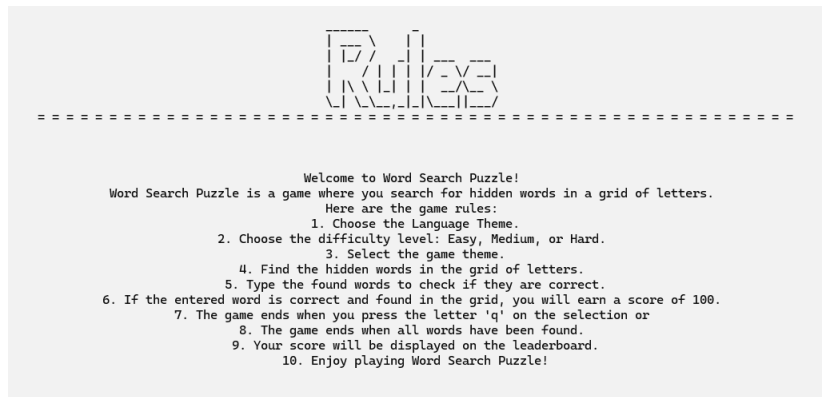 Rules
= = = = = = = = = = = = = = = = = = = = = = = = = = = = = = = = = = = = = = = = = = = = = = = = = = = = =
Welcome to Word Search Puzzle!
Word Search Puzzle is a game where you search for hidden words in a grid of letters.
Here are the game rules:
1. Choose the Language Theme.
2. Choose the difficulty level: Easy, Medium, or Hard.
3. Select the game theme.
4. Find the hidden words in the grid of letters.
5. Type the found words to check if they are correct.
6. If the entered word is correct and found in the grid, you will earn a score of 100.
7. The game ends when you press the letter 'q' on the selection or
8. The game ends when all words have been found.
9. Your score will be displayed on the leaderboard.
10. Enjoy playing Word Search Puzzle!